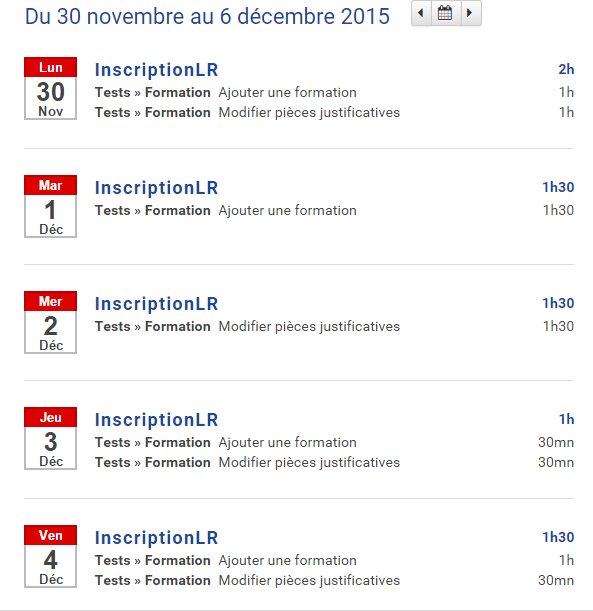 Du 30 novembre au 6 décembre 2015
Lun
30
Nov
InscriptionLR 2h
Tests » Formation Ajouter une formation 1h
Tests » Formation Modifier pièces justificatives 1h
Mar
1
Déc
InscriptionLR 1h30
Tests » Formation Ajouter une formation 1h30
Mer
2
Déc
InscriptionLR 1h30
Tests » Formation Modifier pièces justificatives 1h30
Jeu
3
Déc
InscriptionLR 1h
Tests » Formation Ajouter une formation 30mn
Tests » Formation Modifier pièces justificatives 30mn
Ven
4
Déc
InscriptionLR 1h30
Tests » Formation Ajouter une formation 1h
Tests » Formation Modifier pièces justificatives 30mn